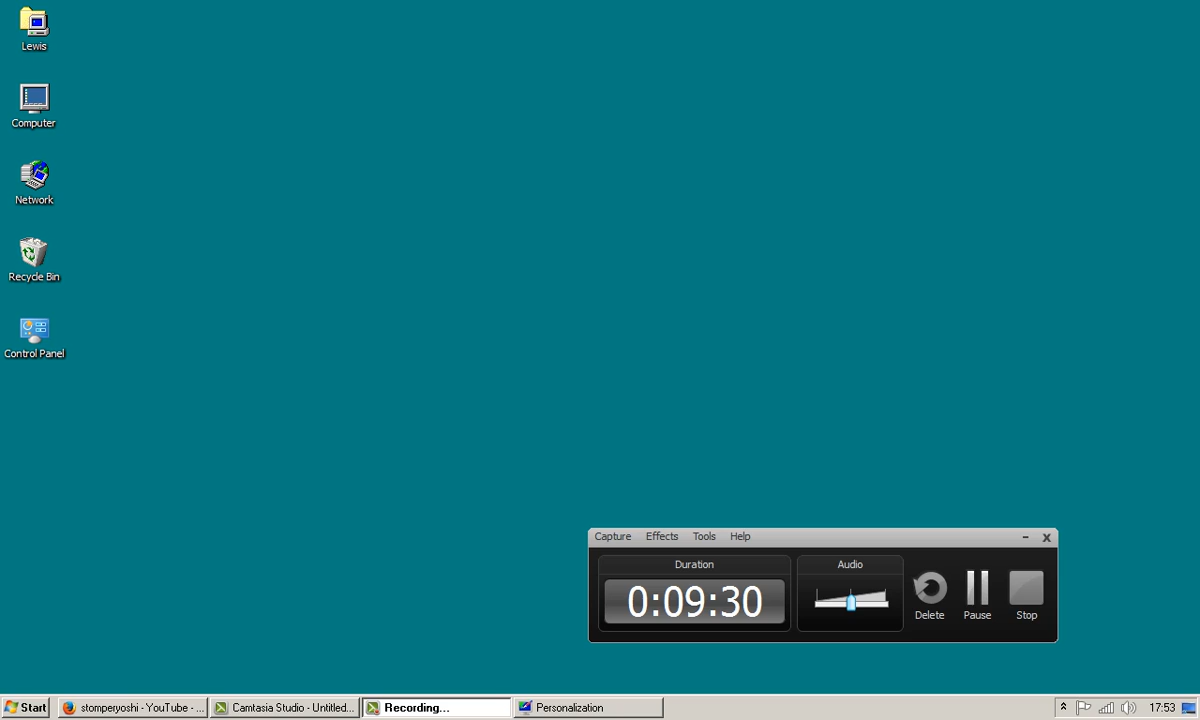 Lewis
Computer
Network
Recycle Bin
Control Panel
Capture Effects Tools Help
Duration
Audio
0:09:30
Delete Pause Stop
Start
stomperyoshi - YouTube - ...
Camtasia Studio - Untitled...
Recording...
Personalization
17:53